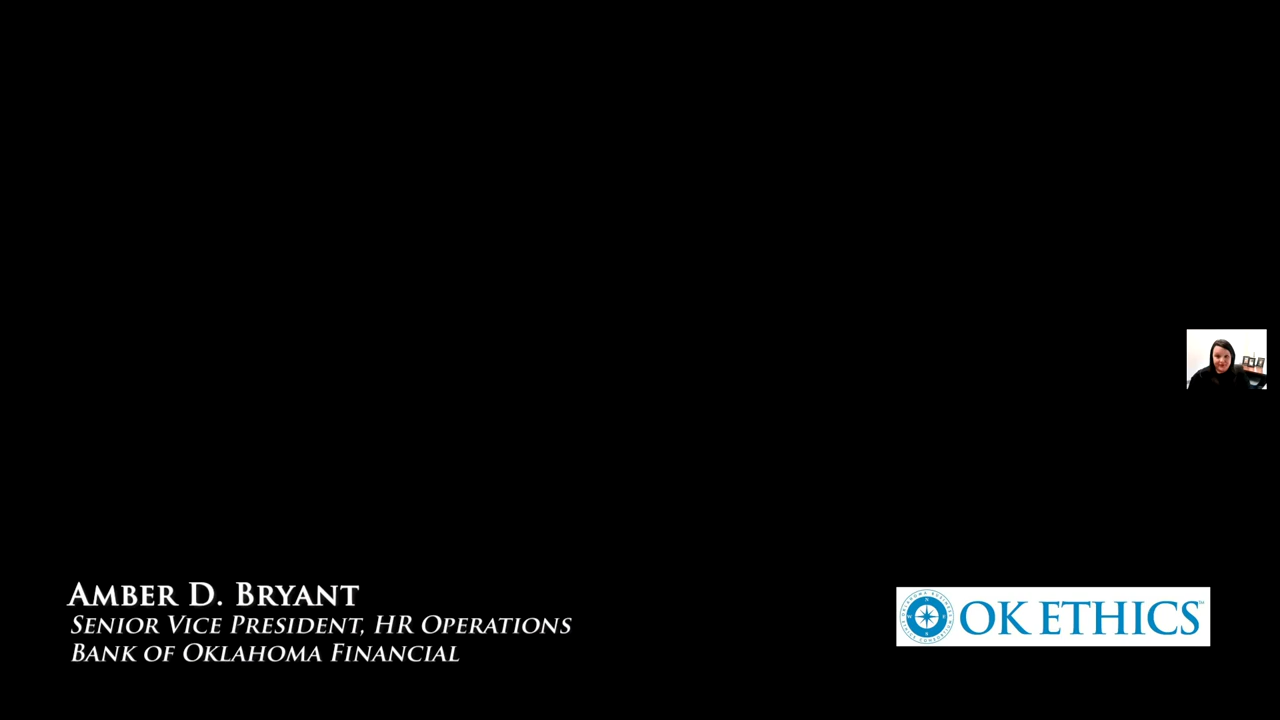 AMBER D. BRYANT
SENIOR VICE PRESIDENT, HR OPERATIONS
BANK OF OKLAHOMA FINANCIAL
OK ETHICS